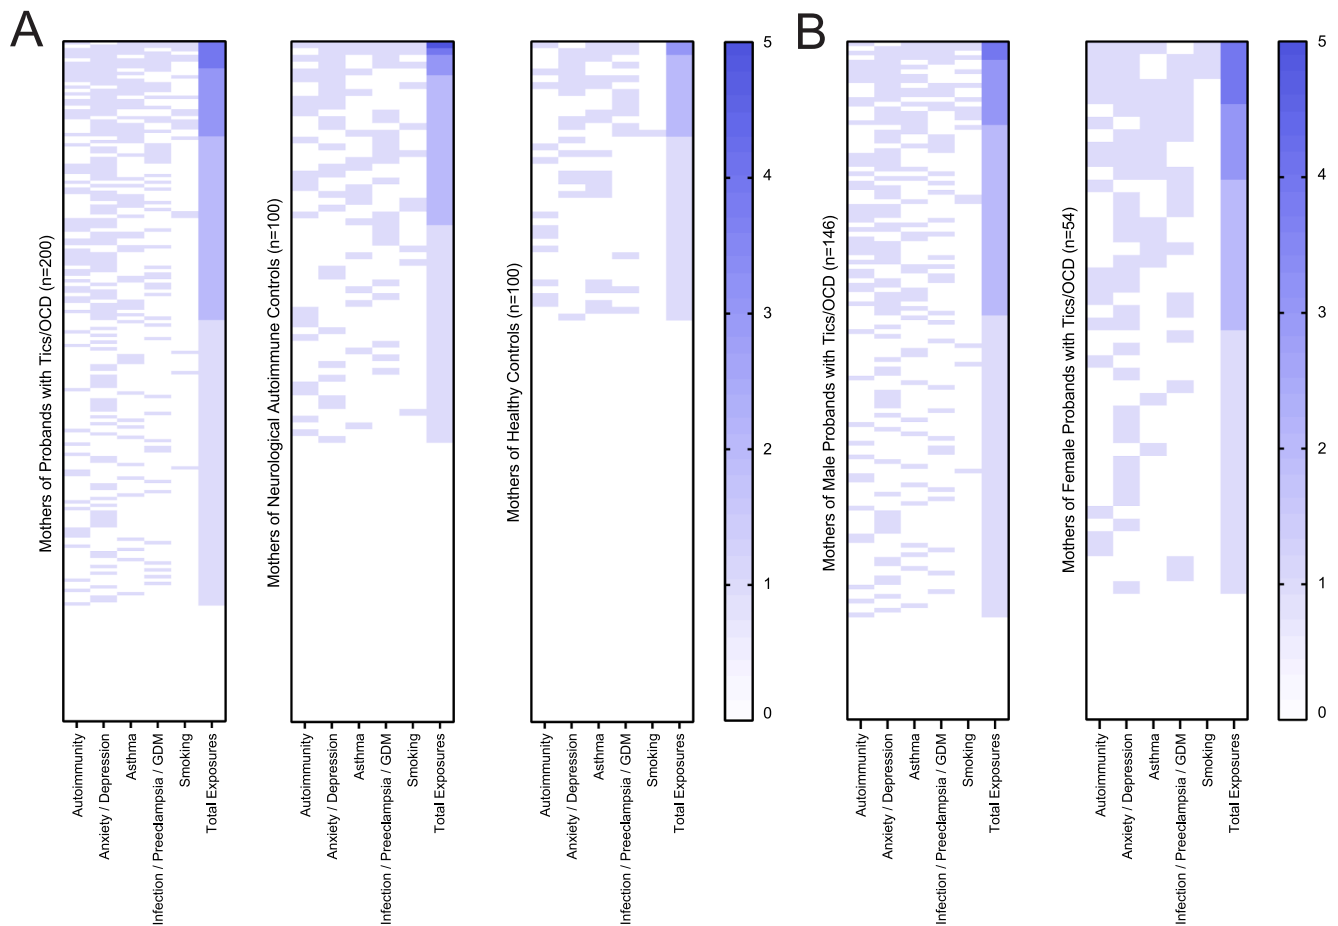 A
Mothers of Probands with Tics/OCD (n=200)
Autoimmunity
Anxiety / Depression
Asthma
Infection / Preeclampsia / GDM
Smoking
Total Exposures
Mothers of Neurological Autoimmune Controls (n=100)
Autoimmunity
Anxiety / Depression
Asthma
Infection / Preeclampsia / GDM
Smoking
Total Exposures
Mothers of Healthy Controls (n=100)
Autoimmunity
Anxiety / Depression
Asthma
Infection / Preeclampsia / GDM
Smoking
Total Exposures
5
4
3
2
1
0
B
Mothers of Male Probands with Tics/OCD (n=146)
Autoimmunity
Anxiety / Depression
Asthma
Infection / Preeclampsia / GDM
Smoking
Total Exposures
Mothers of Female Probands with Tics/OCD (n=54)
Autoimmunity
Anxiety / Depression
Asthma
Infection / Preeclampsia / GDM
Smoking
Total Exposures
5
4
3
2
1
0